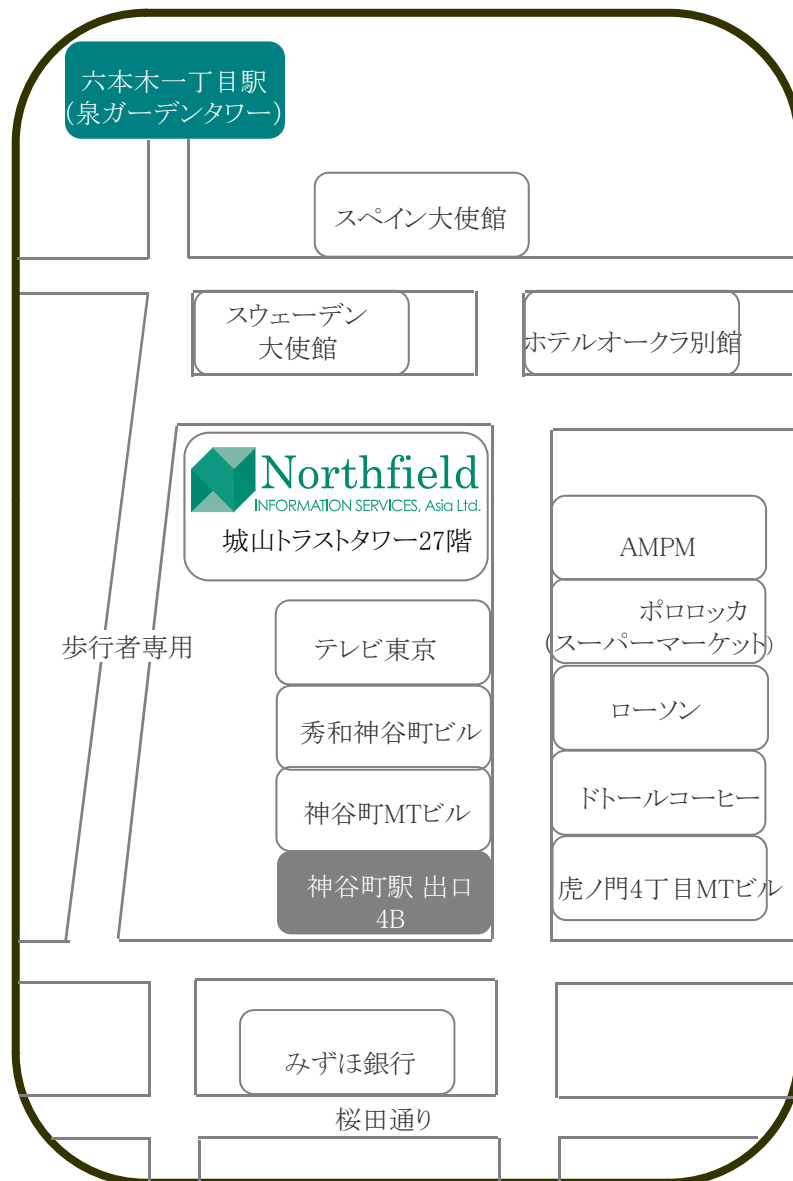 六本木一丁目駅
(泉ガーデンタワー)
スペイン大使館
スウェーデン
大使館
ホテルオークラ別館
Northfield
INFORMATION SERVICES, Asia Ltd.
城山トラストタワー27階
AMPM
ポロロッカ
(スーパーマーケット)
歩行者専用
テレビ東京
ローソン
秀和神谷町ビル
ドトールコーヒー
神谷町MTビル
神谷町駅 出口
4B
虎ノ門4丁目MTビル
みずほ銀行
桜田通り